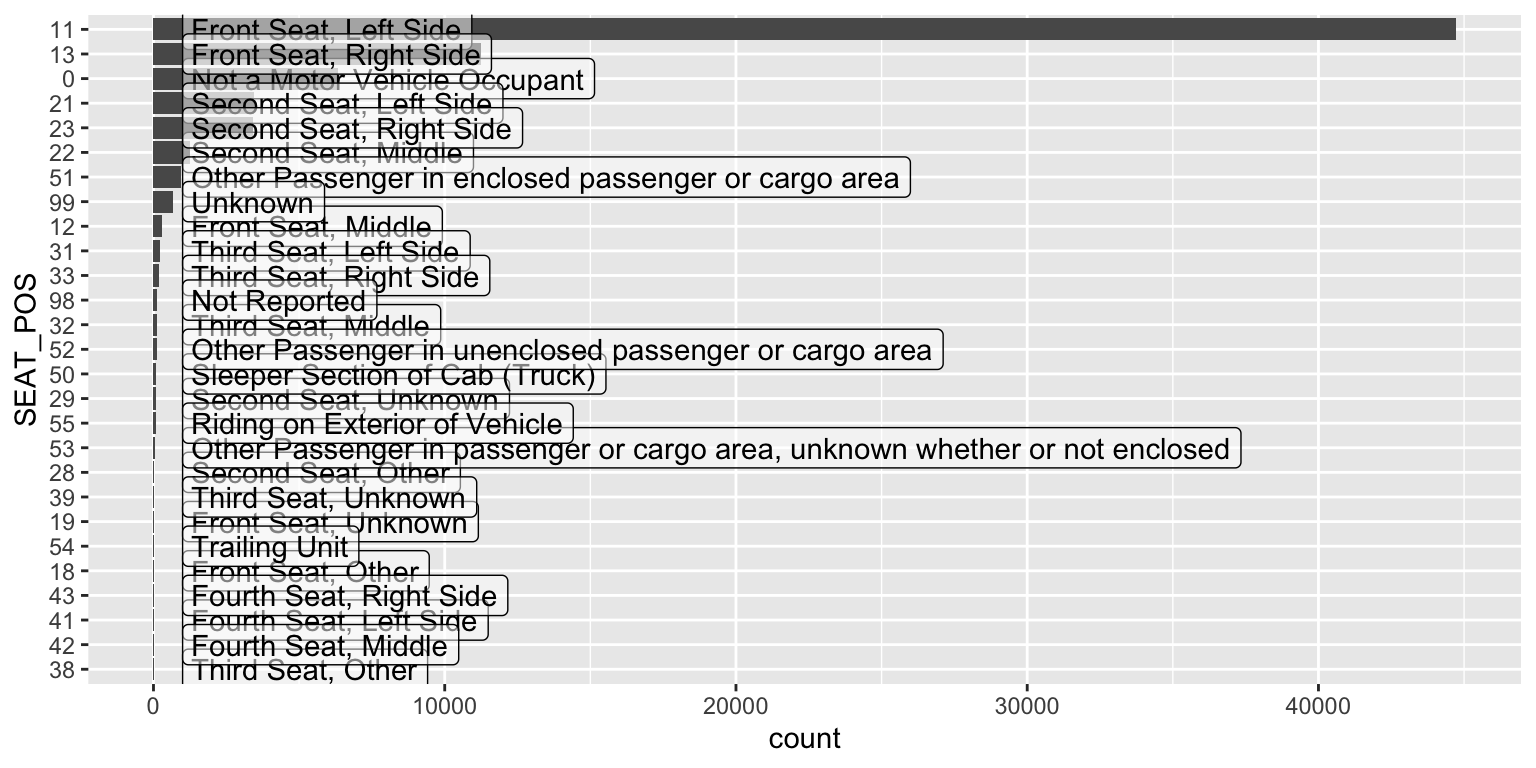 11 Front Seat, Left Side
13 Front Seat, Right Side
0 Not a Motor Vehicle Occupant
21 Second Seat, Left Side
23 Second Seat, Right Side
22 Second Seat, Middle
51 Other Passenger in enclosed passenger or cargo area
99 Unknown
12 Front Seat, Middle
31 Third Seat, Left Side
33 Third Seat, Right Side
98 Not Reported
32 Third Seat, Middle
52 Other Passenger in unenclosed passenger or cargo area
50 Sleeper Section of Cab (Truck)
29 Second Seat, Unknown
55 Riding on Exterior of Vehicle
53 Other Passenger in passenger or cargo area, unknown whether or not enclosed
28 Second Seat, Other
39 Third Seat, Unknown
19 Front Seat, Unknown
54 Trailing Unit
18 Front Seat, Other
43 Fourth Seat, Right Side
41 Fourth Seat, Left Side
42 Fourth Seat, Middle
38 Third Seat, Other
SEAT_POS
0 10000 20000 30000 40000
count